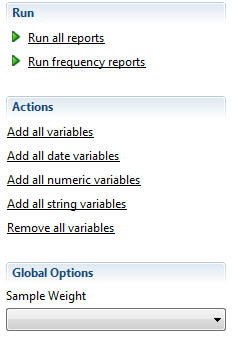 Run
Run all reports
Run frequency reports
Actions
Add all variables
Add all date variables
Add all numeric variables
Add all string variables
Remove all variables
Global Options
Sample Weight